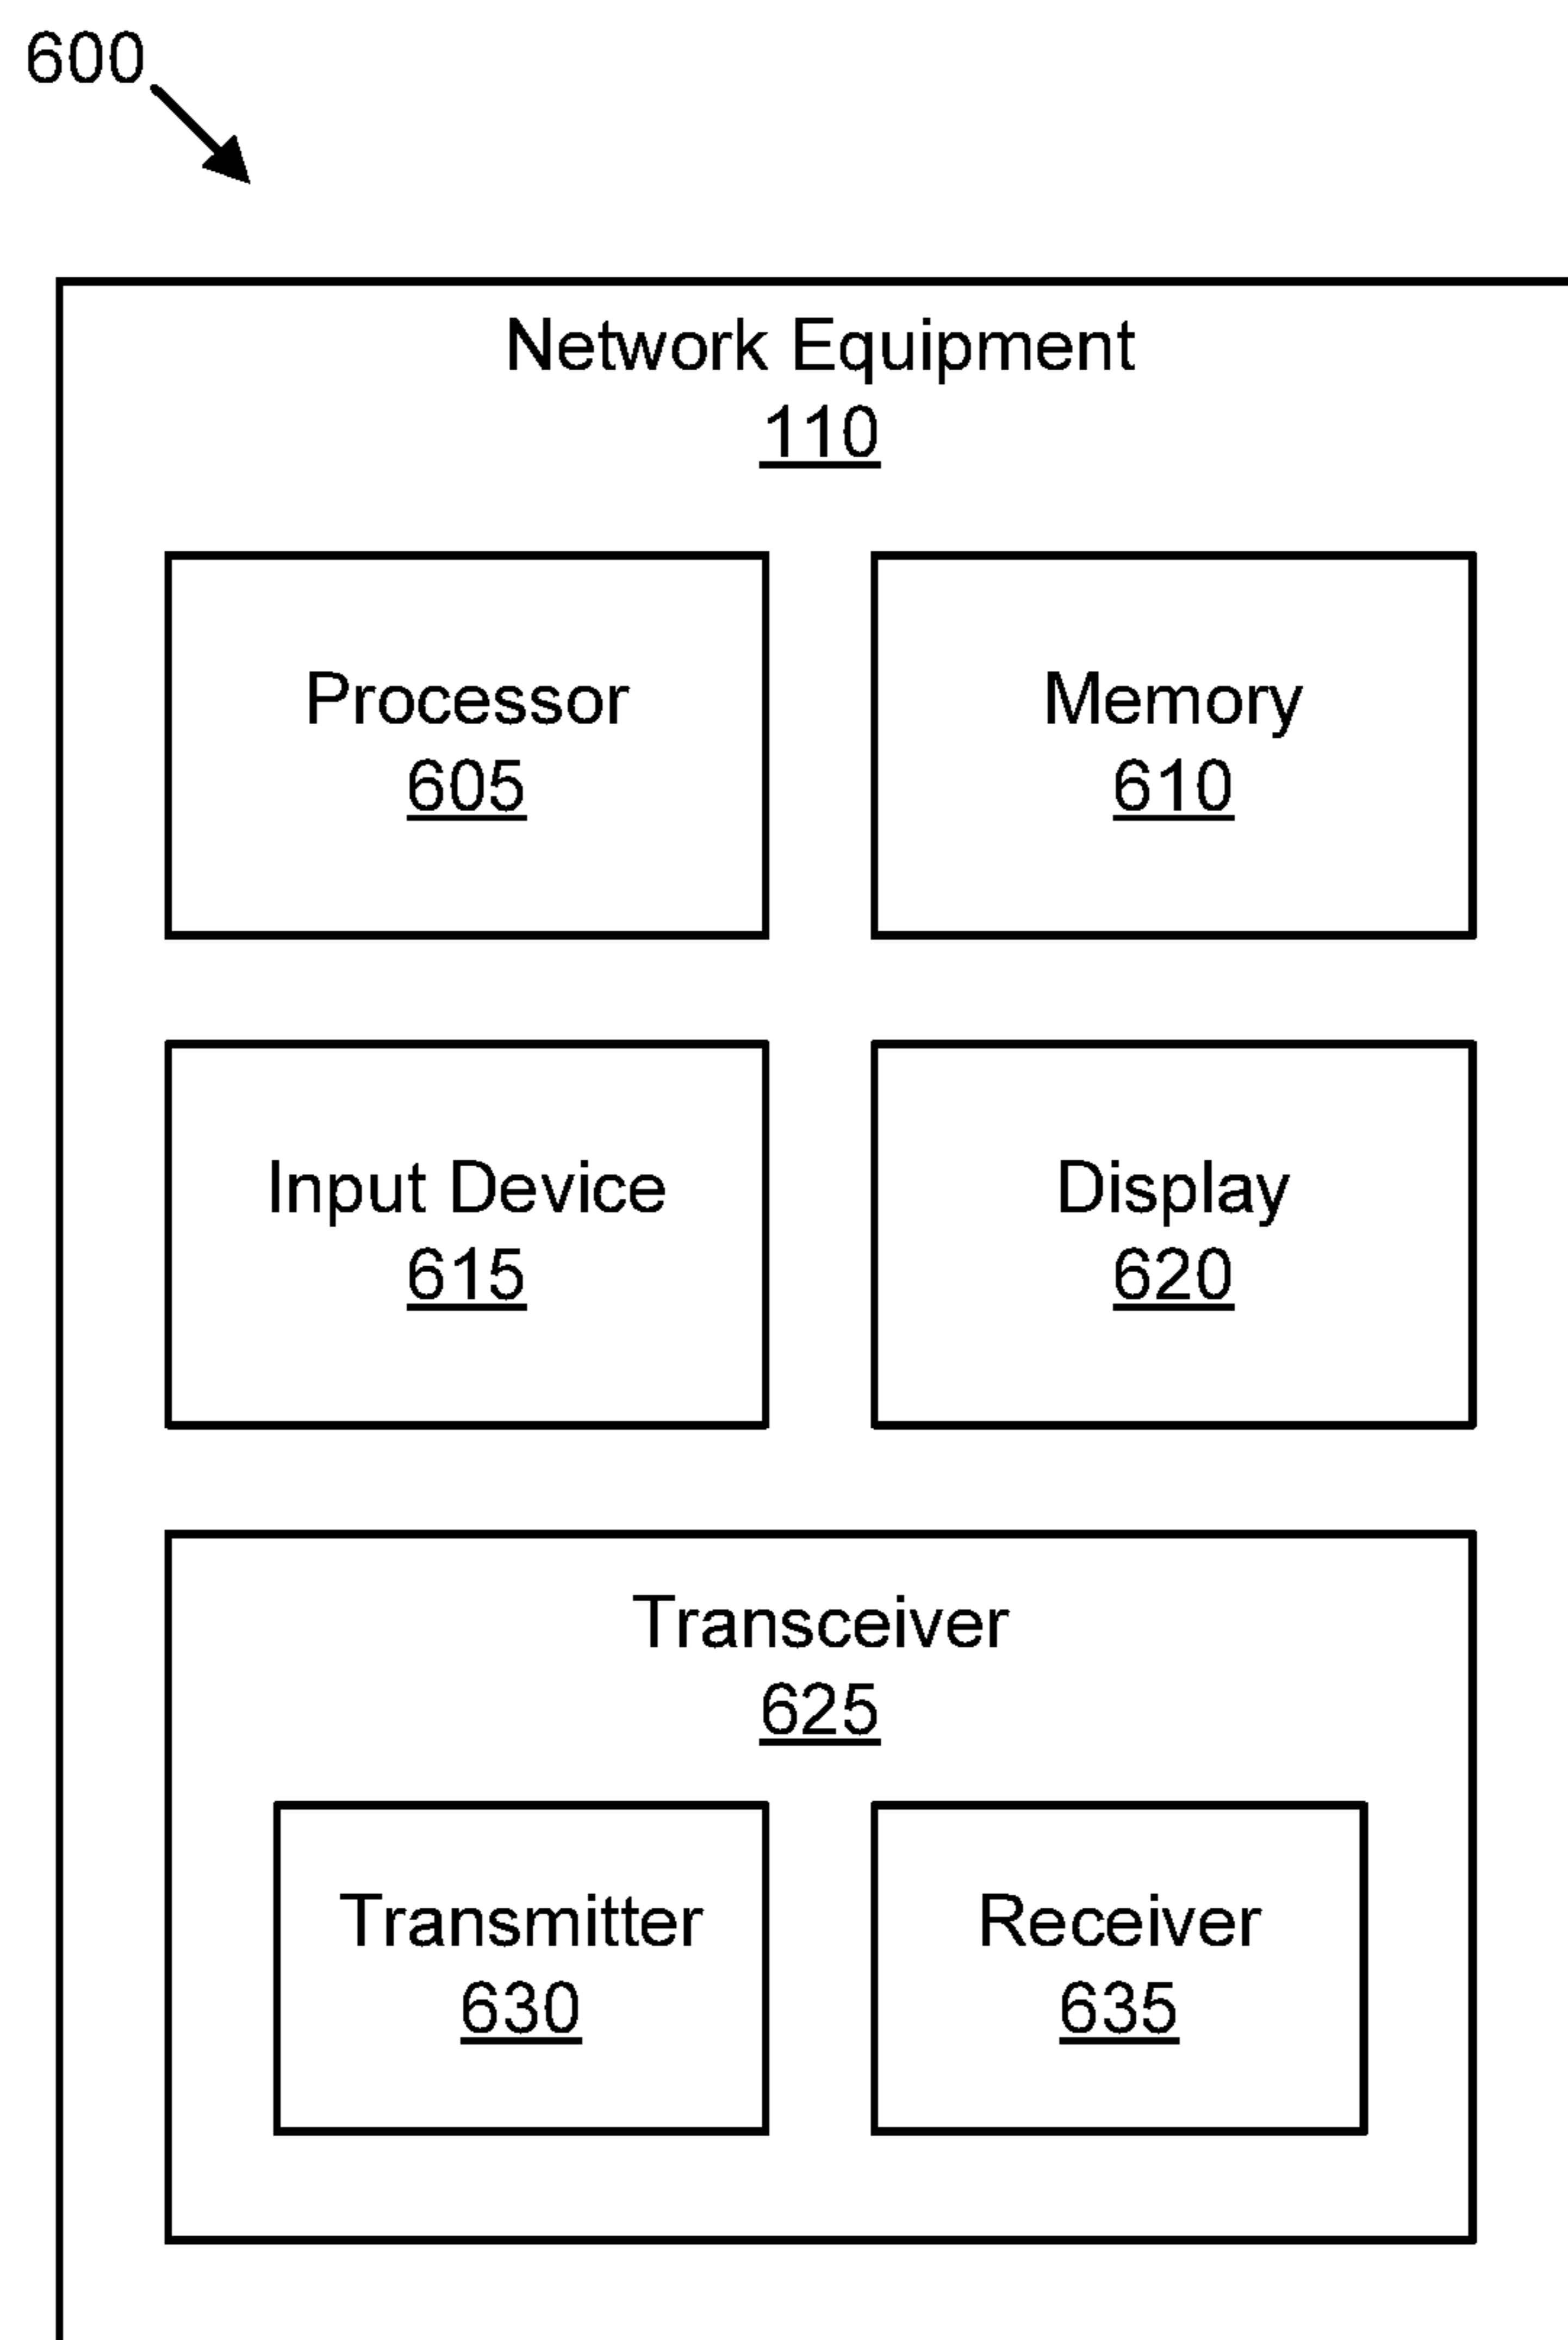 600
Network Equipment
110
Processor
605
Memory
610
Input Device
615
Display
620
Transceiver
625
Transmitter
630
Receiver
635